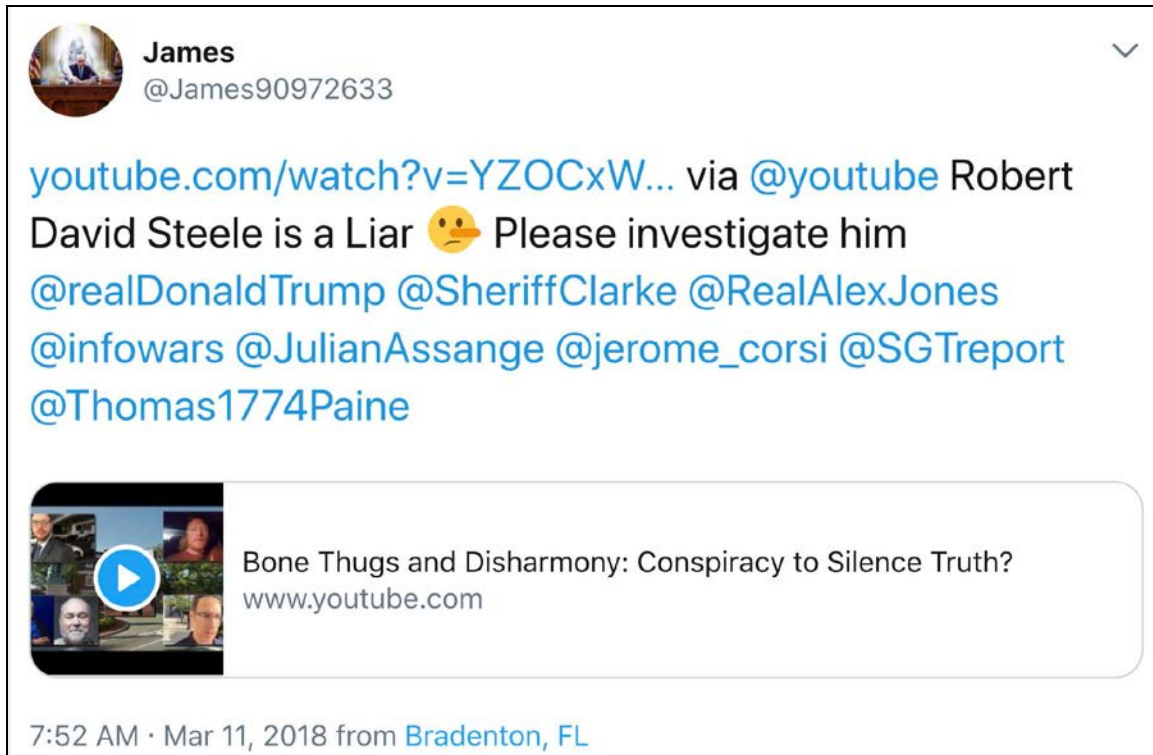 James
@James90972633
youtube.com/watch?v=YZOCxW... via @youtube Robert
David Steele is a Liar 🤥 Please investigate him
@realDonaldTrump @SheriffClarke @RealAlexJones
@infowars @JulianAssange @jerome_corsi @SGTreport
@Thomas1774Paine
Bone Thugs and Disharmony: Conspiracy to Silence Truth?
www.youtube.com
7:52 AM · Mar 11, 2018 from Bradenton, FL